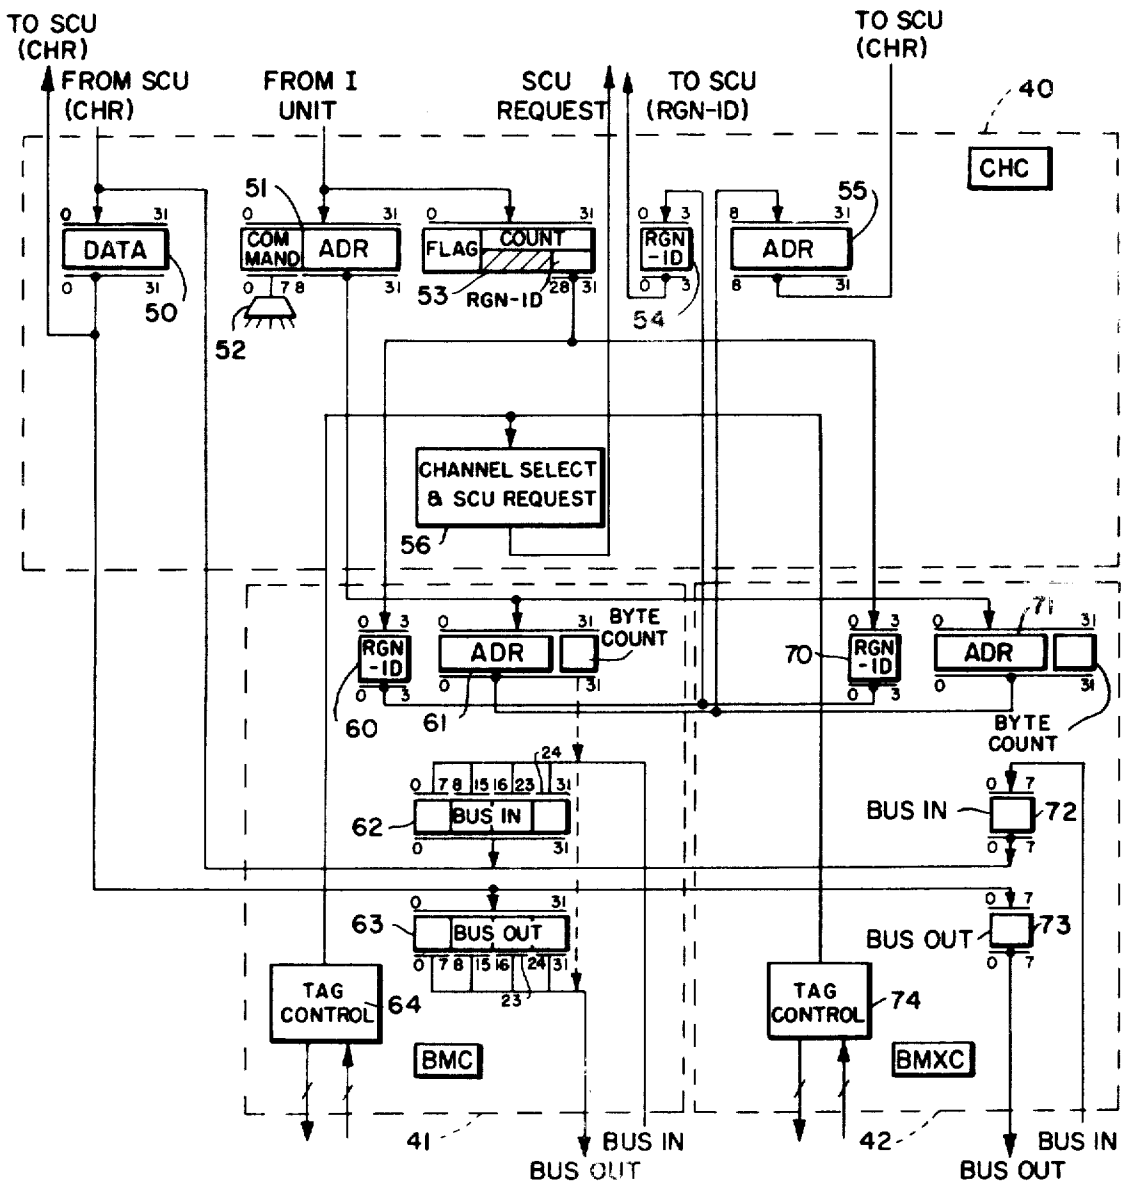 TO SCU
(CHR)
FROM SCU
(CHR)
FROM I
UNIT
SCU
REQUEST
TO SCU
(RGN-ID)
TO SCU
(CHR)
40
CHC
0 31
DATA
0 31
50
51
0 31
COM
MAND
ADR
0 7 8 31
52
0 31
FLAG
COUNT
53
RGN-ID
28 31
0 3
RGN
-ID
0 3
54
8 31
55
ADR
8 31
CHANNEL SELECT
& SCU REQUEST
56
0 3
RGN
-ID
0 3
60
0 31
ADR
0 31
61
BYTE
COUNT
0 3
70
RGN
-ID
0 3
0 31
71
ADR
0 31
BYTE
COUNT
24
0 7 8 15 16 23 31
62
BUS IN
0 31
BUS IN
0 7
72
0 7
0 31
63
BUS OUT
0 7 8 15 16 24 31
23
BUS OUT
0 7
73
0 7
TAG
CONTROL
64
TAG
CONTROL
74
BMC
BMXC
41
BUS IN
BUS OUT
42
BUS IN
BUS OUT